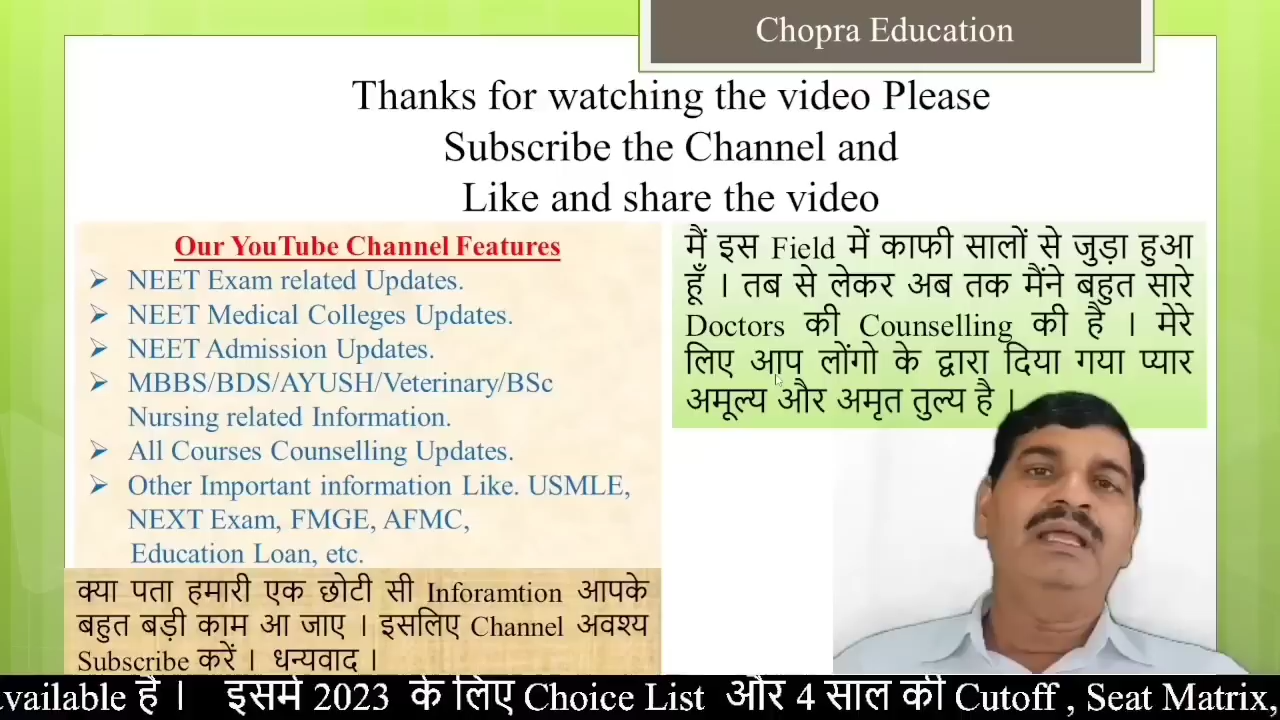 Chopra Education
Thanks for watching the video Please
Subscribe the Channel and
Like and share the video
Our YouTube Channel Features
➢ NEET Exam related Updates.
➢ NEET Medical Colleges Updates.
➢ NEET Admission Updates.
➢ MBBS/BDS/AYUSH/Veterinary/BSc
Nursing related Information.
➢ All Courses Counselling Updates.
➢ Other Important information Like. USMLE,
NEXT Exam, FMGE, AFMC,
Education Loan, etc.
क्या पता हमारी एक छोटी सी Inforamtion आपके
बहुत बड़ी काम आ जाए । इसलिए Channel अवश्य
Subscribe करें । धन्यवाद ।
मैं इस Field में काफी सालों से जुड़ा हुआ
हूँ । तब से लेकर अब तक मैंने बहुत सारे
Doctors की Counselling की है । मेरे
लिए आप लोंगो के द्वारा दिया गया प्यार
अमूल्य और अमृत तुल्य है ।
vailable है । इसमें 2023 के लिए Choice List और 4 साल की Cutoff , Seat Matrix,